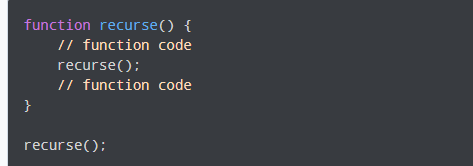 function recurse() {
    // function code
    recurse();
    // function code
}

recurse();